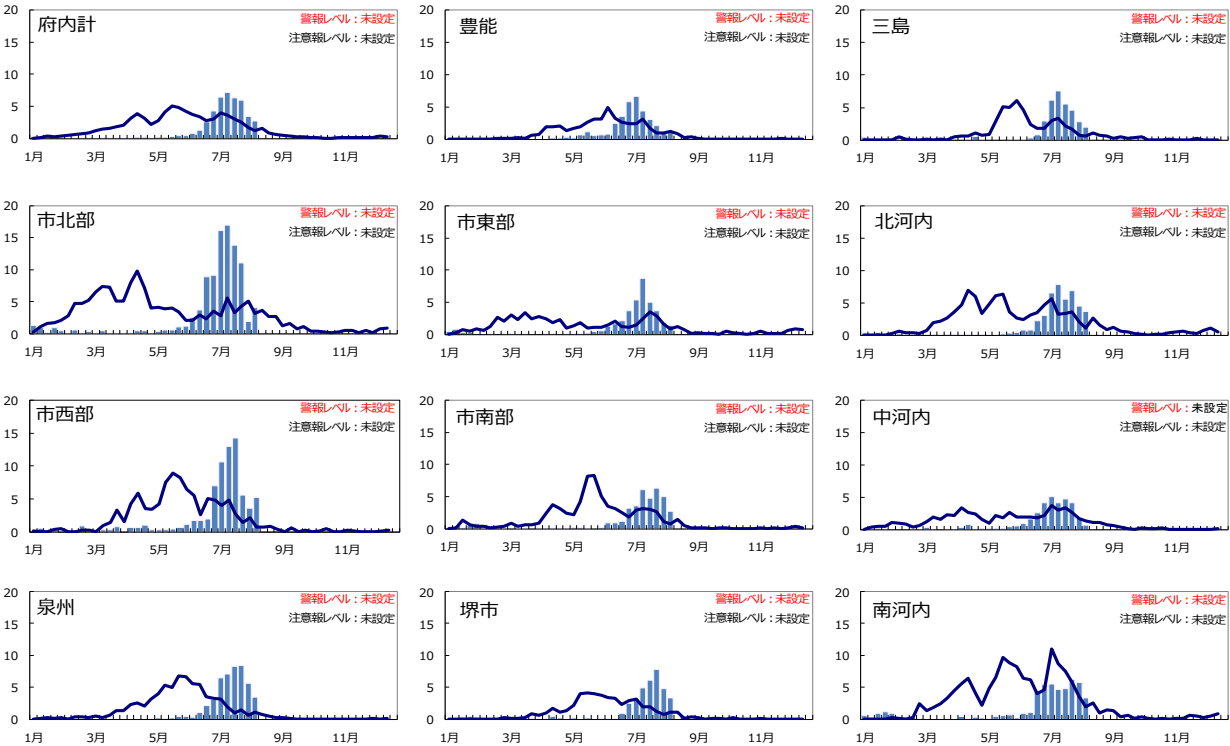 府内計
警報レベル：未設定
注意報レベル：未設定
20
15
10
5
0
1月 3月 5月 7月 9月 11月
豊能
警報レベル：未設定
注意報レベル：未設定
20
15
10
5
0
1月 3月 5月 7月 9月 11月
三島
警報レベル：未設定
注意報レベル：未設定
20
15
10
5
0
1月 3月 5月 7月 9月 11月
市北部
警報レベル：未設定
注意報レベル：未設定
20
15
10
5
0
1月 3月 5月 7月 9月 11月
市東部
警報レベル：未設定
注意報レベル：未設定
20
15
10
5
0
1月 3月 5月 7月 9月 11月
北河内
警報レベル：未設定
注意報レベル：未設定
20
15
10
5
0
1月 3月 5月 7月 9月 11月
市西部
警報レベル：未設定
注意報レベル：未設定
20
15
10
5
0
1月 3月 5月 7月 9月 11月
市南部
警報レベル：未設定
注意報レベル：未設定
20
15
10
5
0
1月 3月 5月 7月 9月 11月
中河内
警報レベル：未設定
注意報レベル：未設定
20
15
10
5
0
1月 3月 5月 7月 9月 11月
泉州
警報レベル：未設定
注意報レベル：未設定
20
15
10
5
0
1月 3月 5月 7月 9月 11月
堺市
警報レベル：未設定
注意報レベル：未設定
20
15
10
5
0
1月 3月 5月 7月 9月 11月
南河内
警報レベル：未設定
注意報レベル：未設定
20
15
10
5
0
1月 3月 5月 7月 9月 11月